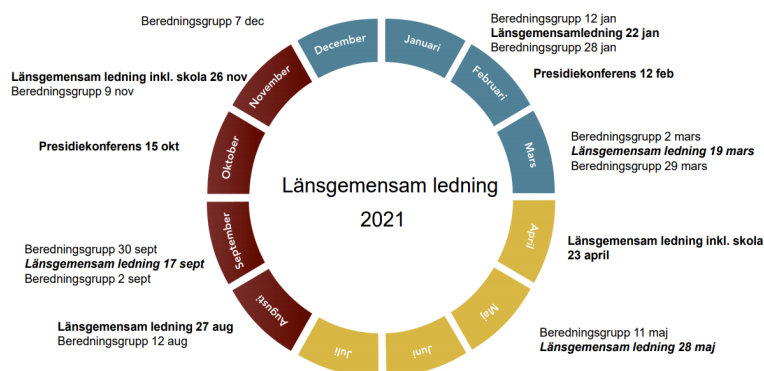 Länsgemensam ledning
2021
Januari
Beredningsgrupp 12 jan
Länsgemensamledning 22 jan
Beredningsgrupp 28 jan
Februari
Presidiekonferens 12 feb
Mars
Beredningsgrupp 2 mars
Länsgemensam ledning 19 mars
Beredningsgrupp 29 mars
April
Länsgemensam ledning inkl. skola
23 april
Maj
Beredningsgrupp 11 maj
Länsgemensam ledning 28 maj
Juni
Juli
Augusti
Länsgemensam ledning 27 aug
Beredningsgrupp 12 aug
September
Beredningsgrupp 30 sept
Länsgemensam ledning 17 sept
Beredningsgrupp 2 sept
Oktober
Presidiekonferens 15 okt
November
Länsgemensam ledning inkl. skola 26 nov
Beredningsgrupp 9 nov
December
Beredningsgrupp 7 dec